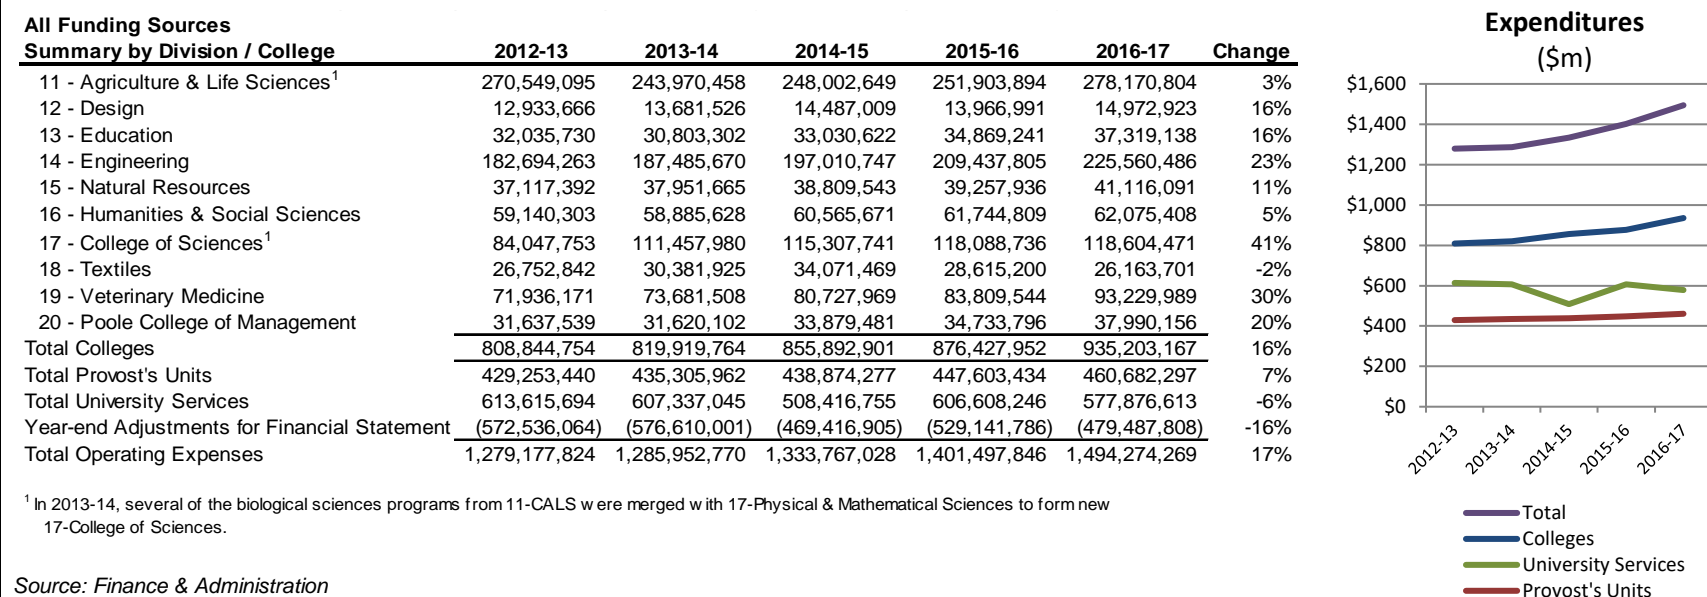 All Funding Sources
Summary by Division / College 2012-13 2013-14 2014-15 2015-16 2016-17 Change
11 - Agriculture & Life Sciences¹ 270,549,095 243,970,458 248,002,649 251,903,894 278,170,804 3%
12 - Design 12,933,666 13,681,526 14,487,009 13,966,991 14,972,923 16%
13 - Education 32,035,730 30,803,302 33,030,622 34,869,241 37,319,138 16%
14 - Engineering 182,694,263 187,485,670 197,010,747 209,437,805 225,560,486 23%
15 - Natural Resources 37,117,392 37,951,665 38,809,543 39,257,936 41,116,091 11%
16 - Humanities & Social Sciences 59,140,303 58,885,628 60,565,671 61,744,809 62,075,408 5%
17 - College of Sciences¹ 84,047,753 111,457,980 115,307,741 118,088,736 118,604,471 41%
18 - Textiles 26,752,842 30,381,925 34,071,469 28,615,200 26,163,701 -2%
19 - Veterinary Medicine 71,936,171 73,681,508 80,727,969 83,809,544 93,229,989 30%
20 - Poole College of Management 31,637,539 31,620,102 33,879,481 34,733,796 37,990,156 20%
Total Colleges 808,844,754 819,919,764 855,892,901 876,427,952 935,203,167 16%
Total Provost's Units 429,253,440 435,305,962 438,874,277 447,603,434 460,682,297 7%
Total University Services 613,615,694 607,337,045 508,416,755 606,608,246 577,876,613 -6%
Year-end Adjustments for Financial Statement (572,536,064) (576,610,001) (469,416,905) (529,141,786) (479,487,808) -16%
Total Operating Expenses 1,279,177,824 1,285,952,770 1,333,767,028 1,401,497,846 1,494,274,269 17%
¹ In 2013-14, several of the biological sciences programs from 11-CALS were merged with 17-Physical & Mathematical Sciences to form new
17-College of Sciences.
Source: Finance & Administration
Expenditures
($m)
$1,600
$1,400
$1,200
$1,000
$800
$600
$400
$200
$0
2012-13
2013-14
2014-15
2015-16
2016-17
Total
Colleges
University Services
Provost's Units